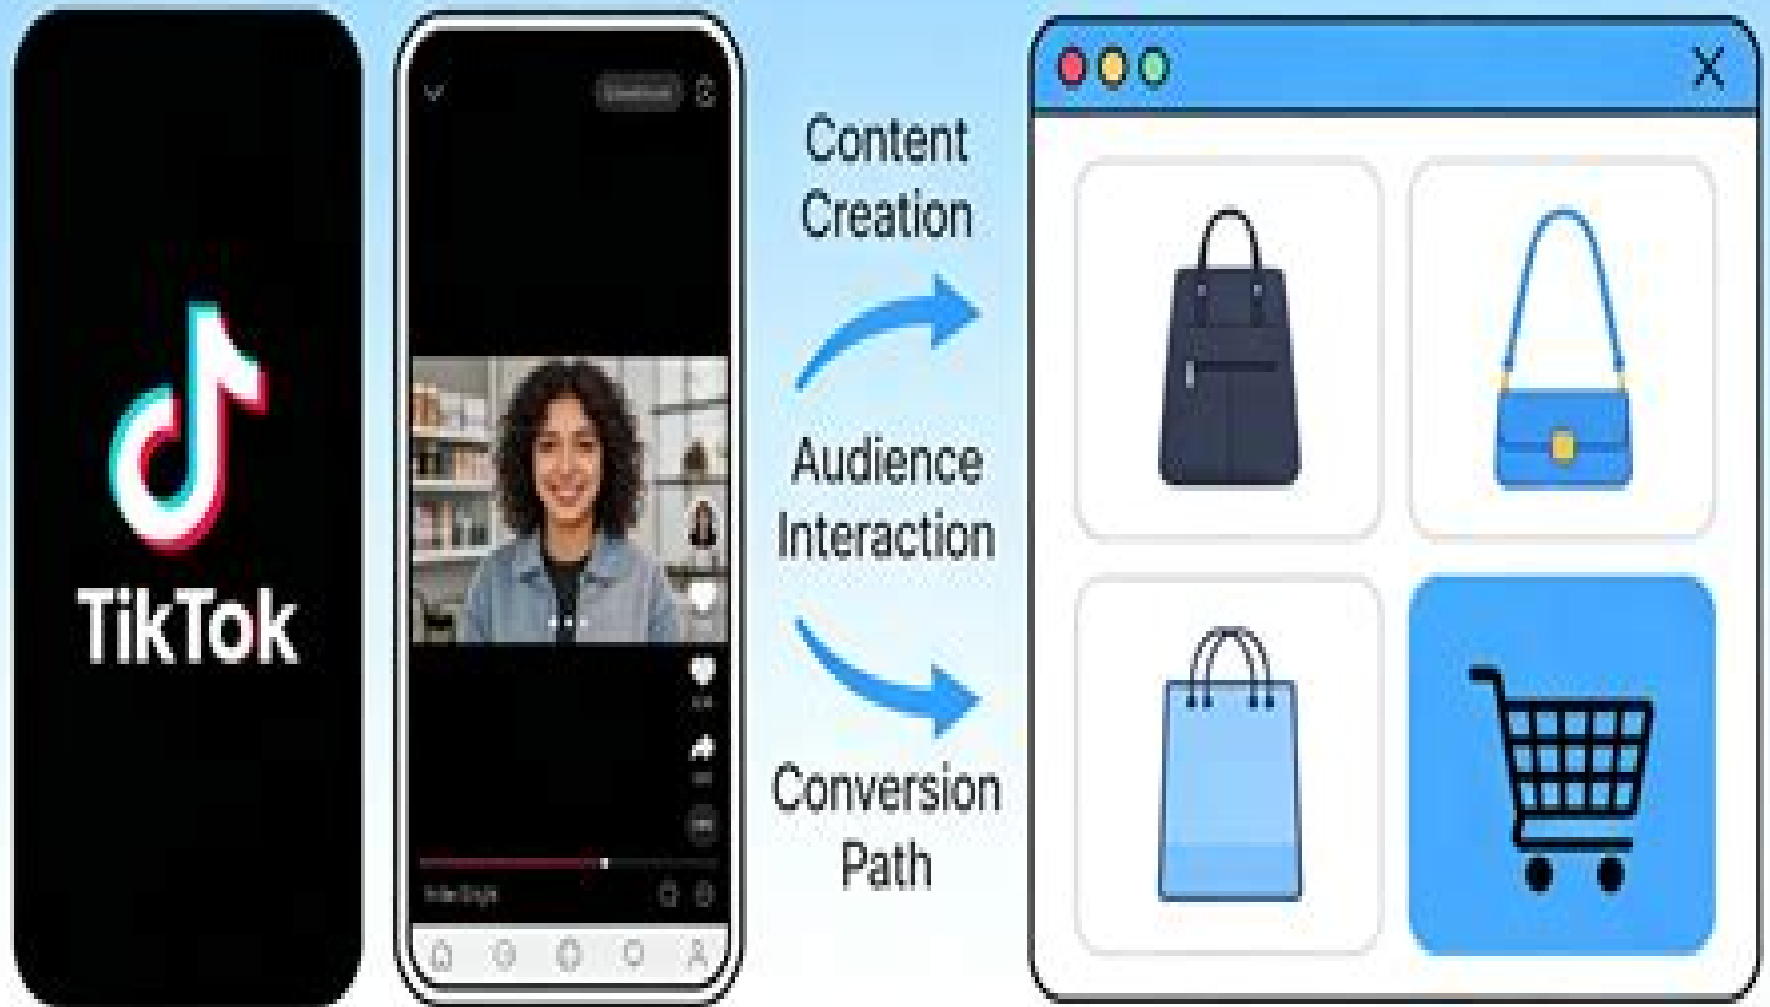 TikTok
Content
Creation
Audience
Interaction
Conversion
Path